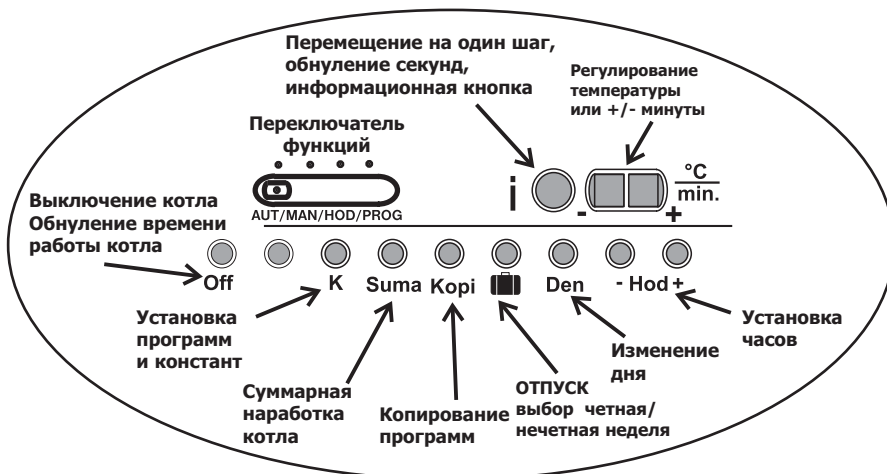 Перемещение на один шаг,
обнуление секунд,
информационная кнопка
Регулирование
температуры
или +/- минуты
Переключатель
функций
AUT/MAN/HOD/PROG
i
-
+
°C
min.
Выключение котла
Обнуление времени
работы котла
Off
K
Suma
Kopi
Den
- Hod +
Установка
программ
и констант
Суммарная
наработка
котла
Копирование
программ
ОТПУСК
выбор четная/
нечетная неделя
Изменение
дня
Установка
часов